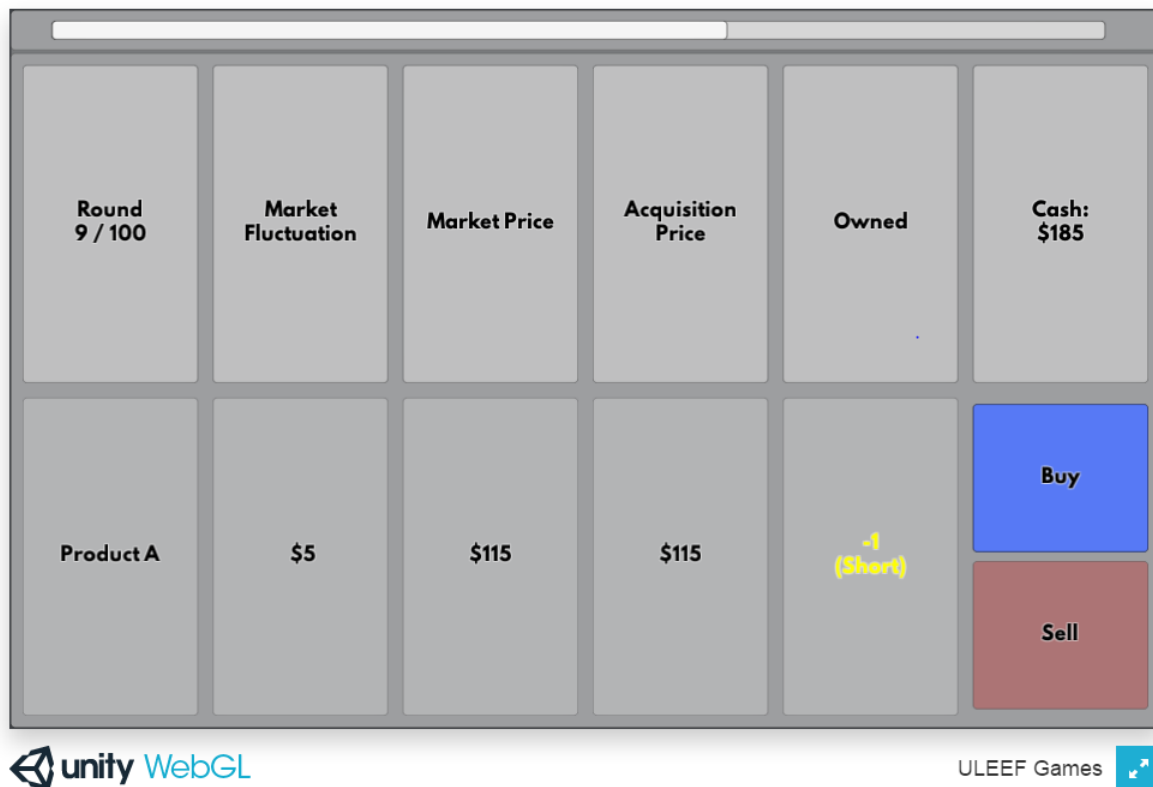 Round
9 / 100
Market
Fluctuation
Market Price
Acquisition
Price
Owned
Cash:
$185
Product A
$5
$115
$115
-1
(Short)
Buy
Sell
unity WebGL
ULEEF Games